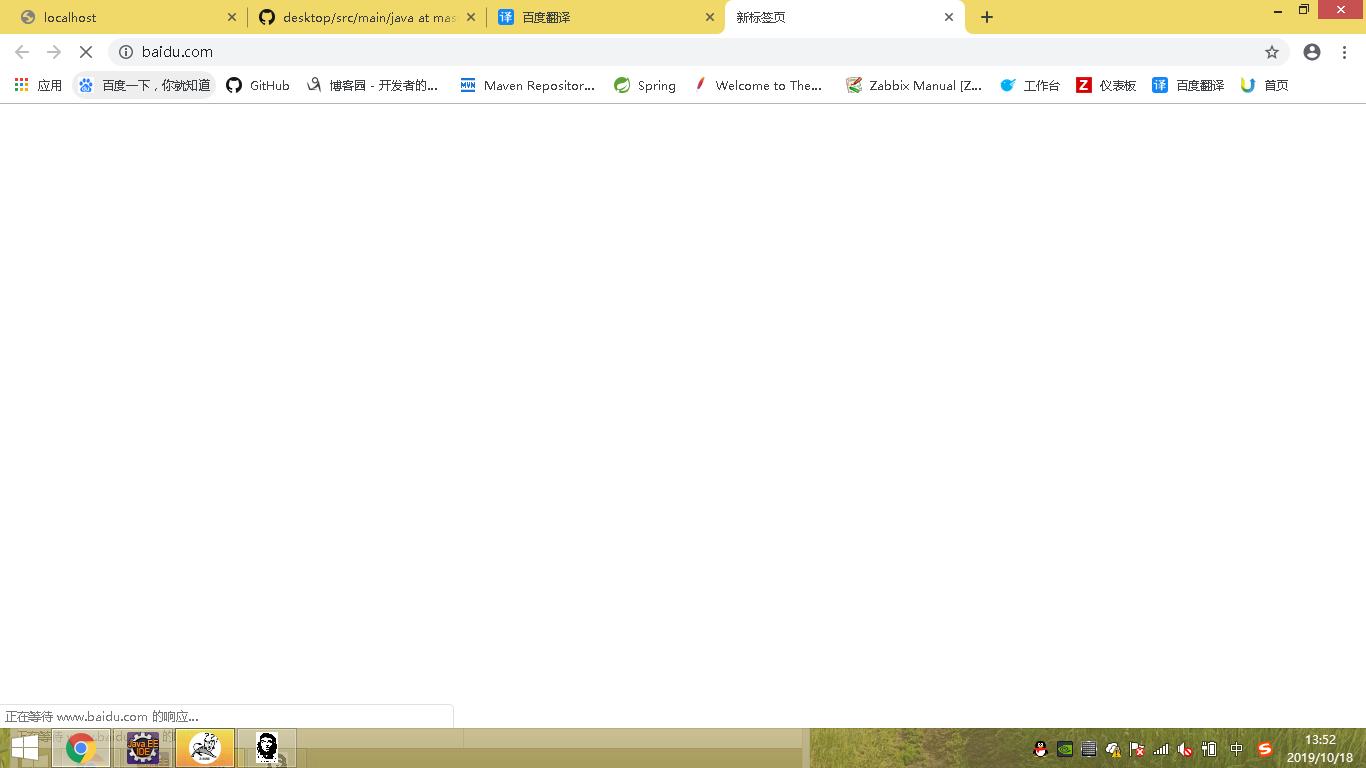 localhost
desktop/src/main/java at mas
译 百度翻译
新标签页
baidu.com
应用
百度一下，你就知道
GitHub
博客园 - 开发者的...
MVN Maven Repositor...
Spring
Welcome to The...
Zabbix Manual [Z...
工作台
Z 仪表板
译 百度翻译
首页
正在等待 www.baidu.com 的响应...
Java EE IDE
中
S
13:52
2019/10/18